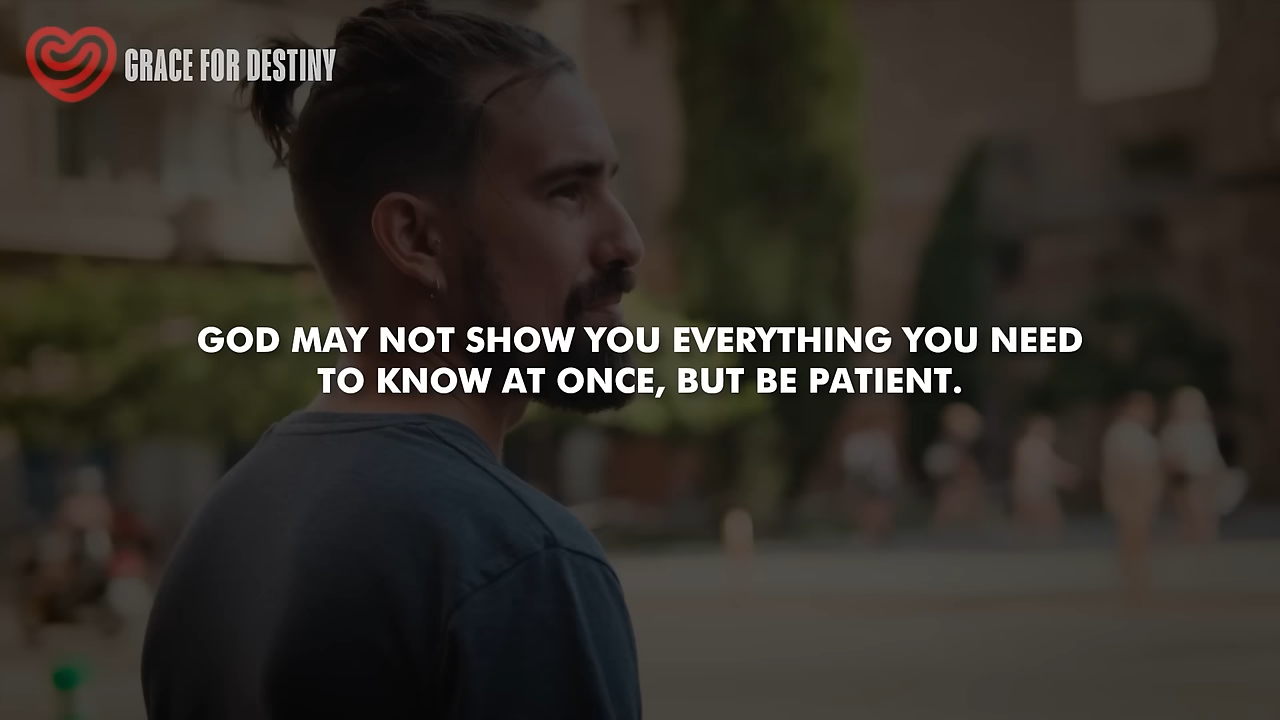 GRACE FOR DESTINY
GOD MAY NOT SHOW YOU EVERYTHING YOU NEED
TO KNOW AT ONCE, BUT BE PATIENT.